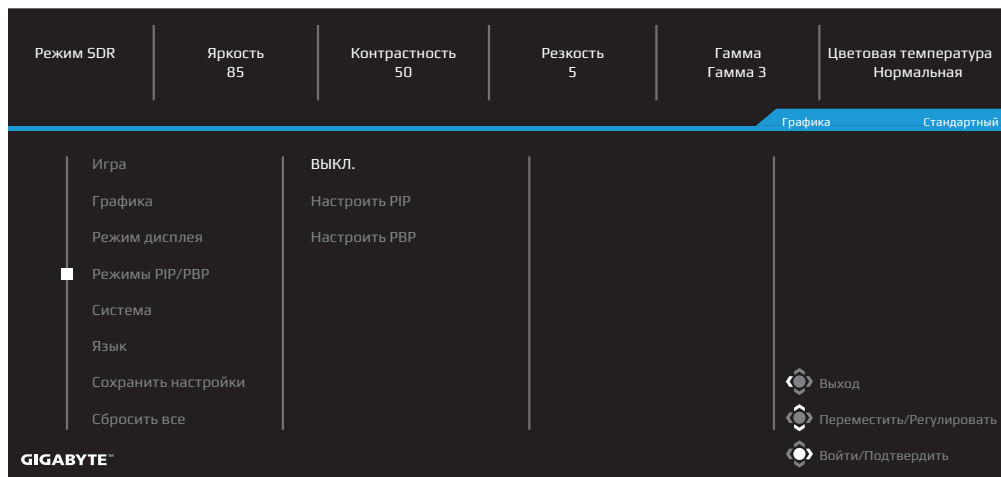 Режим SDR
Яркость
85
Контрастность
50
Резкость
5
Гамма
Гамма 3
Цветовая температура
Нормальная
Графика Стандартный
Игра
Графика
Режим дисплея
Режимы PIP/PBP
Система
Язык
Сохранить настройки
Сбросить все
ВЫКЛ.
Настроить PIP
Настроить PBP
Выход
Переместить/Регулировать
Войти/Подтвердить
GIGABYTE™